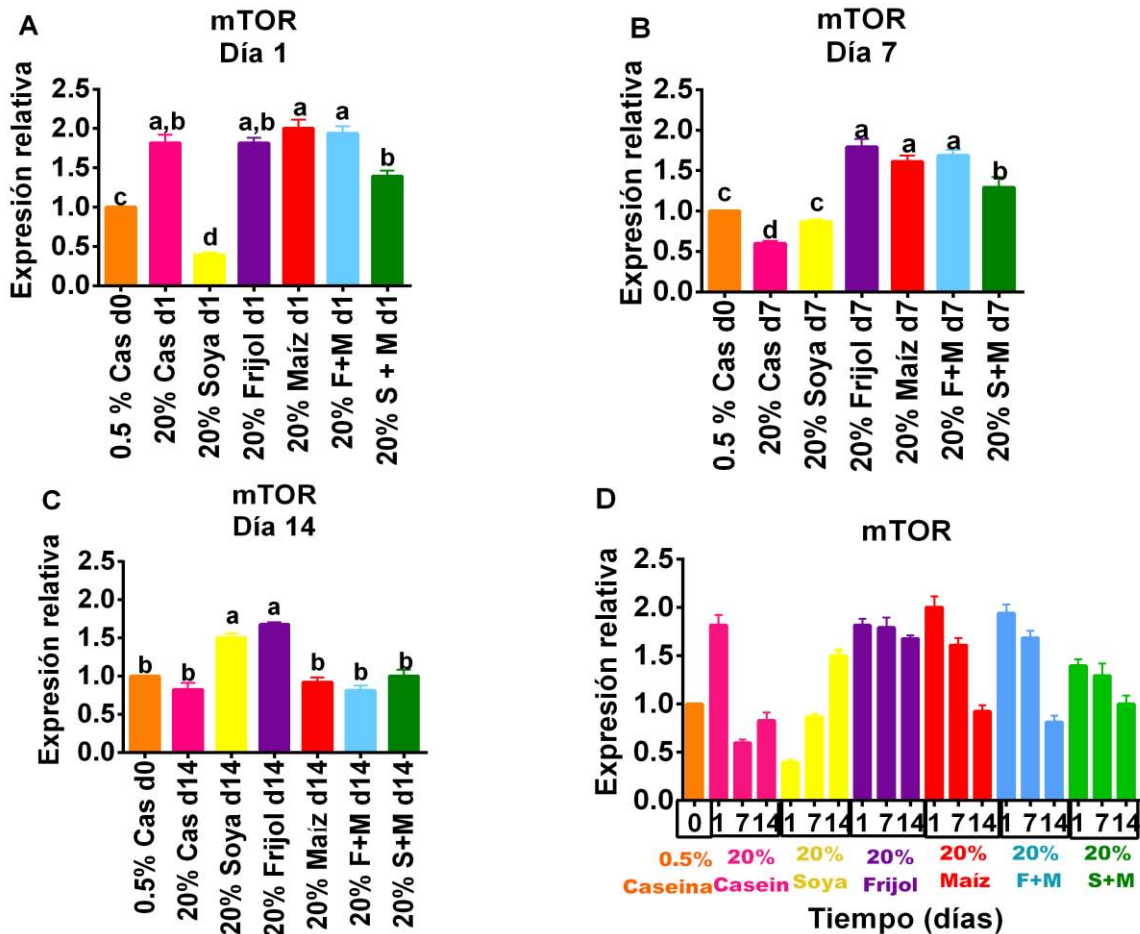 A
mTOR
Día 1
Expresión relativa
2.5
2.0
1.5
1.0
0.5
0.0
c
a,b
d
a,b
a
a
b
0.5 % Cas d0
20% Cas d1
20% Soya d1
20% Frijol d1
20% Maíz d1
20% F+M d1
20% S + M d1
B
mTOR
Día 7
Expresión relativa
2.5
2.0
1.5
1.0
0.5
0.0
c
d
c
a
a
a
b
0.5 % Cas d0
20% Cas d7
20% Soya d7
20% Frijol d7
20% Maíz d7
20% F+M d7
20% S+M d7
C
mTOR
Día 14
Expresión relativa
2.5
2.0
1.5
1.0
0.5
0.0
b
b
a
a
b
b
b
0.5% Cas d0
20% Cas d14
20% Soya d14
20% Frijol d14
20% Maíz d14
20% F+M d14
20% S+M d14
D
mTOR
Expresión relativa
2.5
2.0
1.5
1.0
0.5
0.0
0 1 7 14 1 7 14 1 7 14 1 7 14 1 7 14 1 7 14
0.5% 20% 20% 20% 20% 20% 20%
Caseina Casein Soya Frijol Maíz F+M S+M
Tiempo (días)